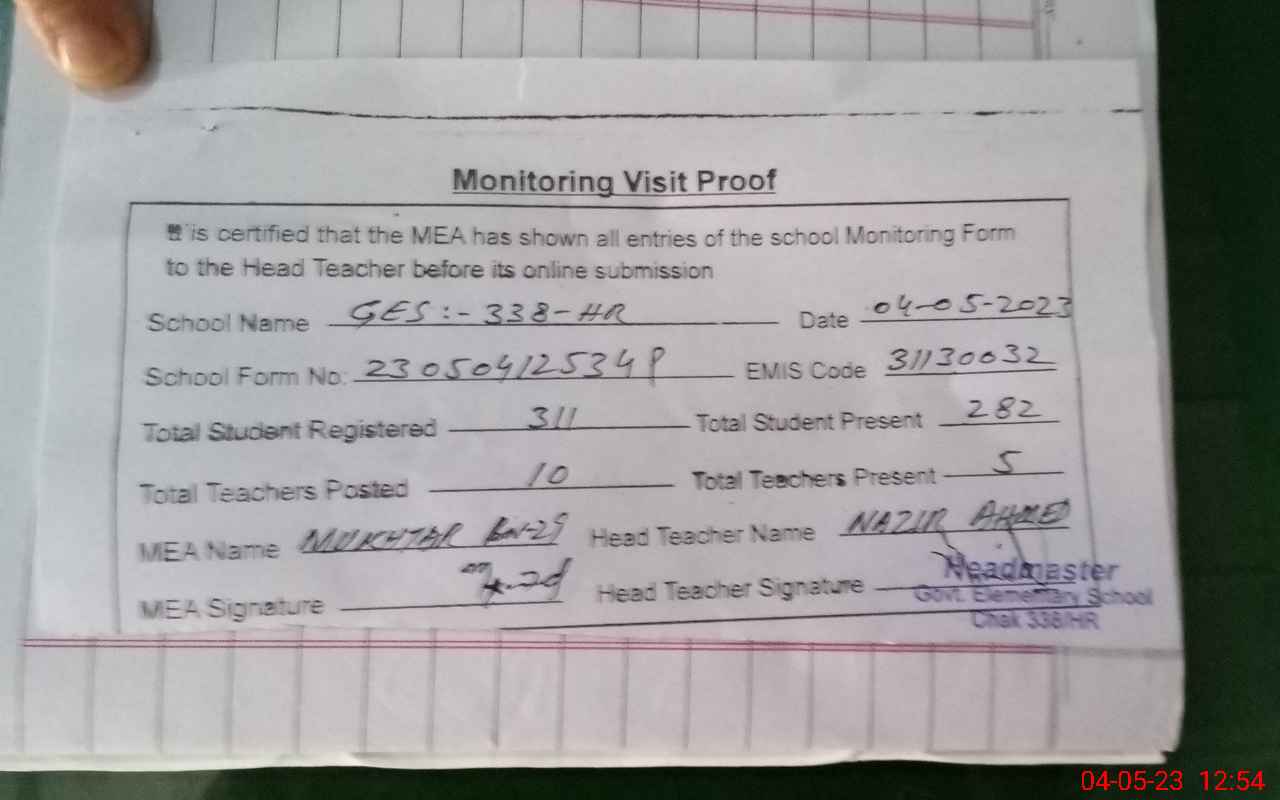 Monitoring Visit Proof
It is certified that the MEA has shown all entries of the school Monitoring Form
to the Head Teacher before its online submission
School Name GES:-338-HR Date 04-05-2023
School Form No: 230504125349 EMIS Code 31130032
Total Student Registered 311 Total Student Present 282
Total Teachers Posted 10 Total Teachers Present 5
MEA Name MUKHTAR Head Teacher Name NAZIR AHMED
MEA Signature Head Teacher Signature
Headmaster
Govt. Elementary School
Chak 338/HR
04-05-23 12:54